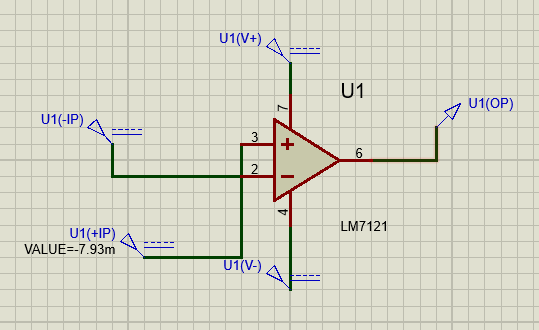 U1(V+)
U1
7
U1(OP)
U1(-IP)
3
6
2
U1(+IP)
VALUE=-7.93m
4
LM7121
U1(V-)